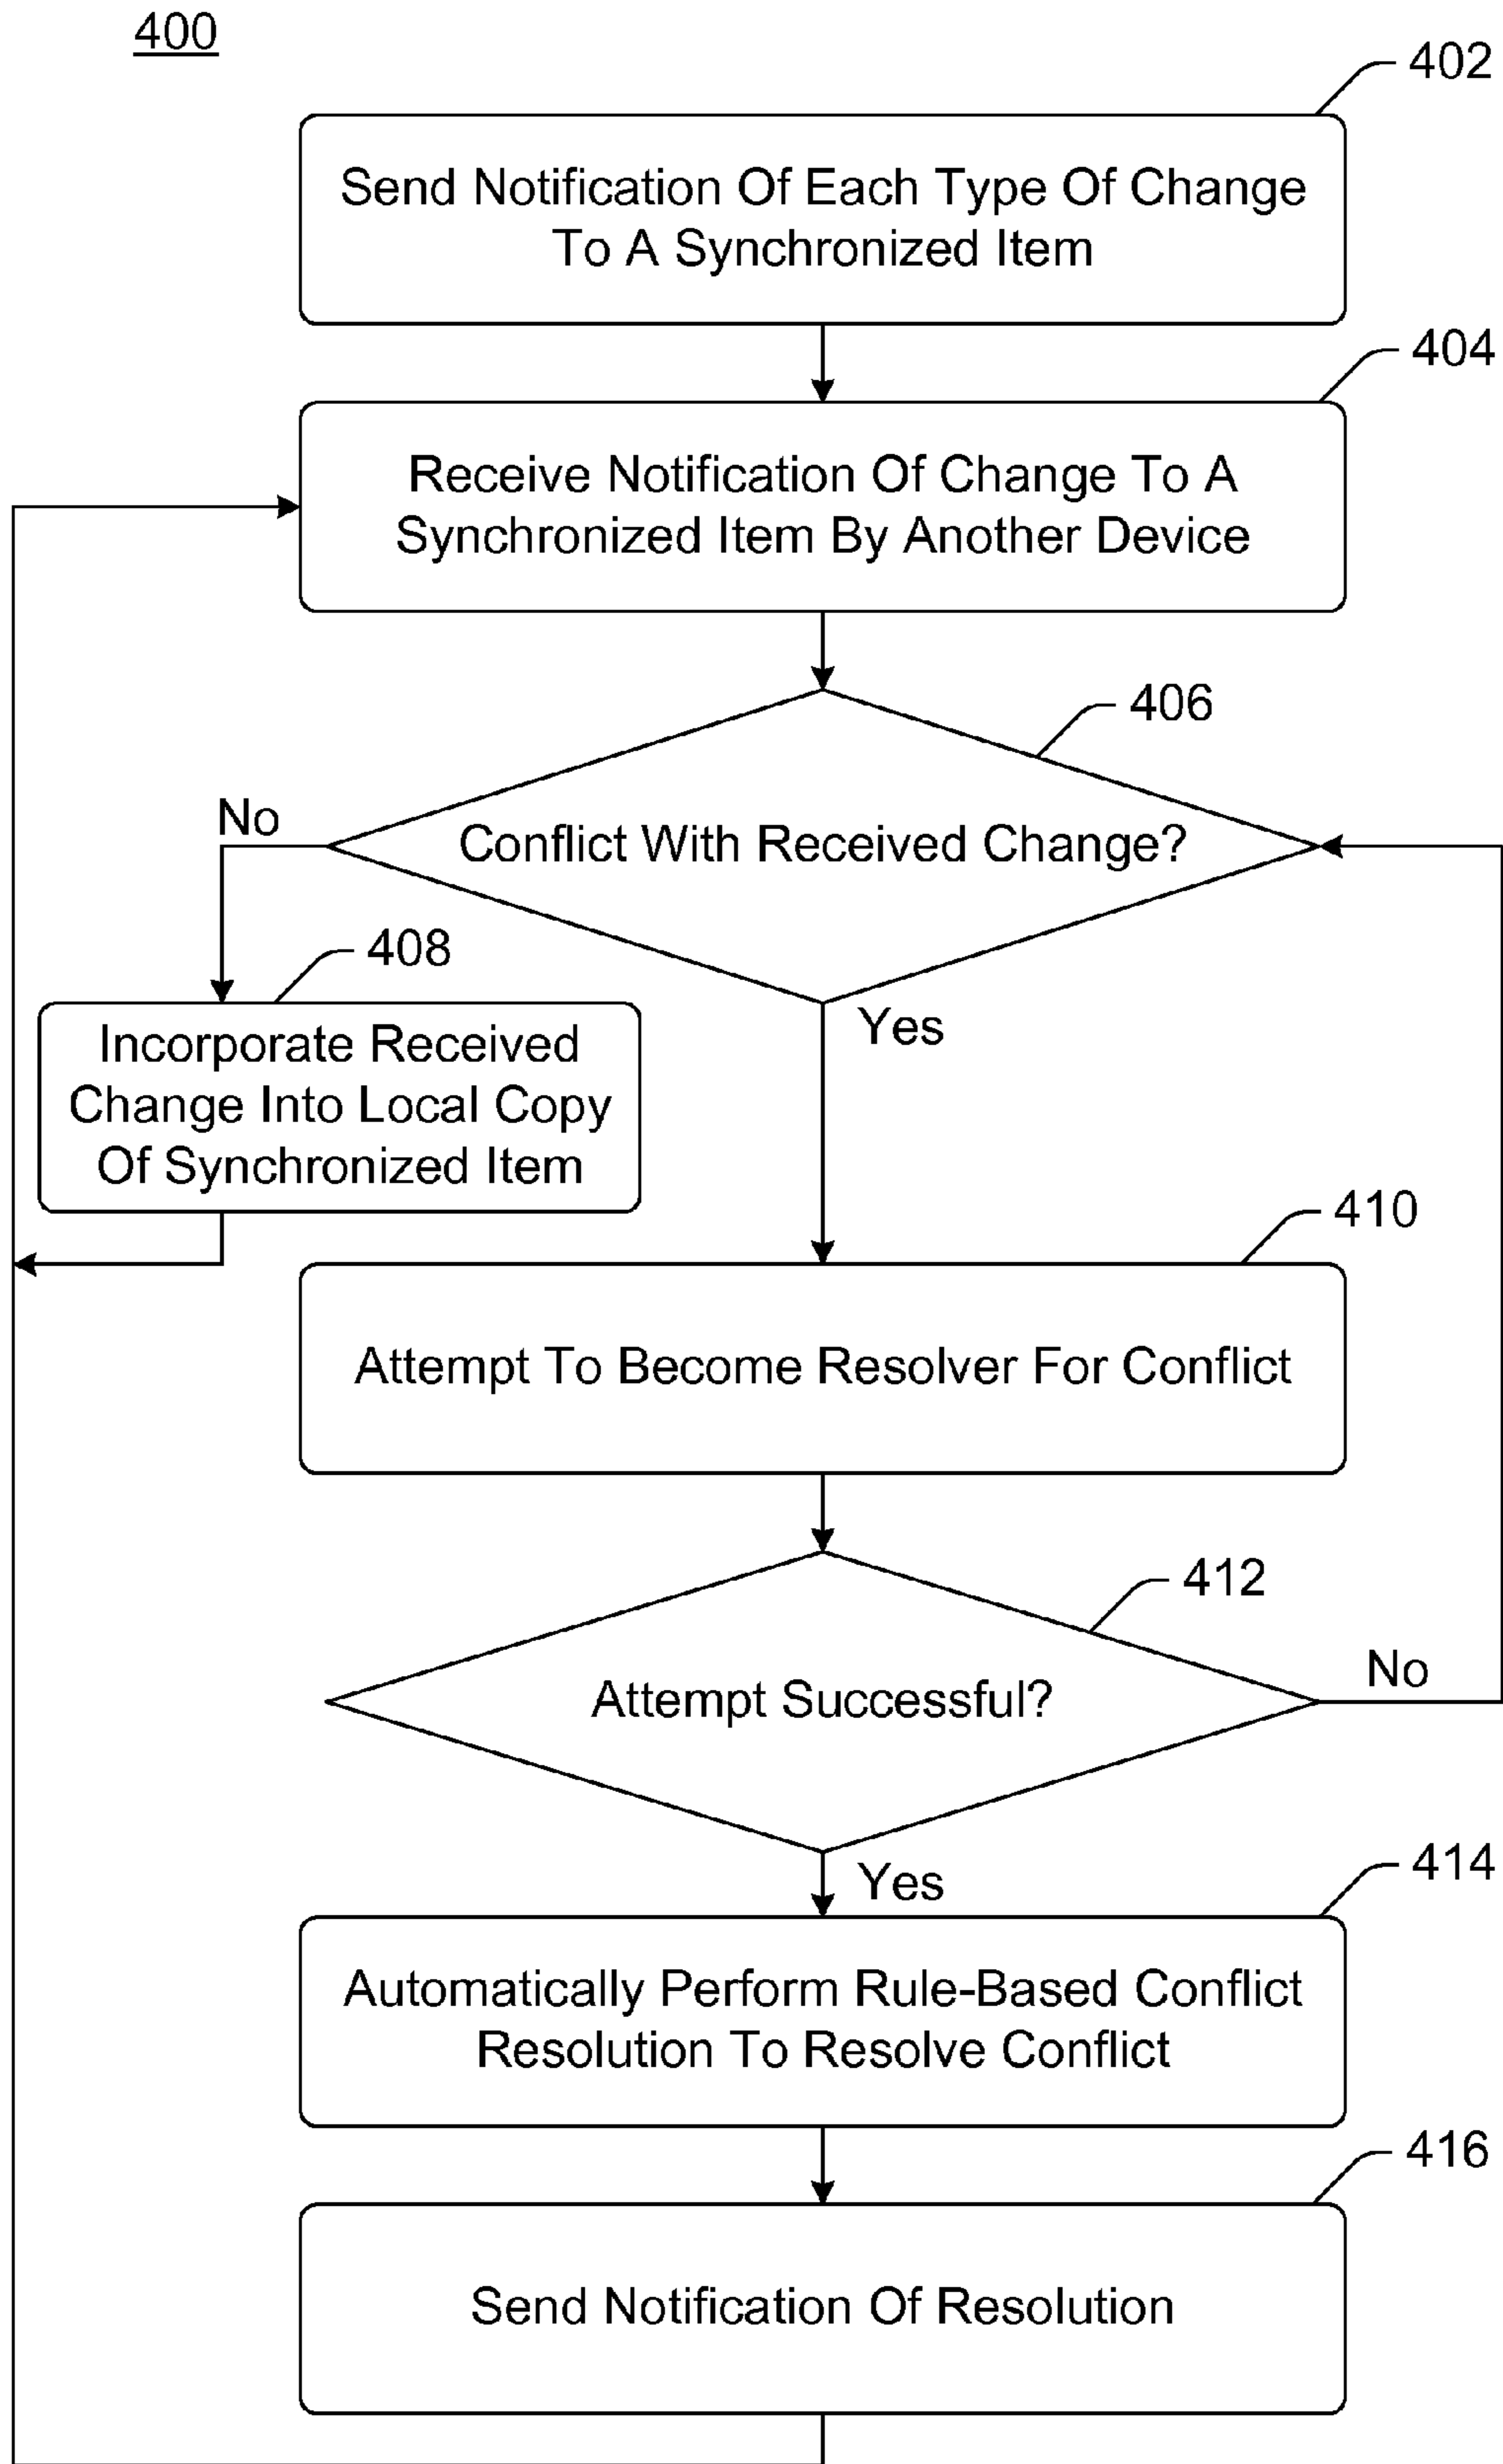 400
402
Send Notification Of Each Type Of Change
To A Synchronized Item
404
Receive Notification Of Change To A
Synchronized Item By Another Device
406
Conflict With Received Change?
No
408
Incorporate Received
Change Into Local Copy
Of Synchronized Item
Yes
410
Attempt To Become Resolver For Conflict
412
Attempt Successful?
No
Yes
414
Automatically Perform Rule-Based Conflict
Resolution To Resolve Conflict
416
Send Notification Of Resolution